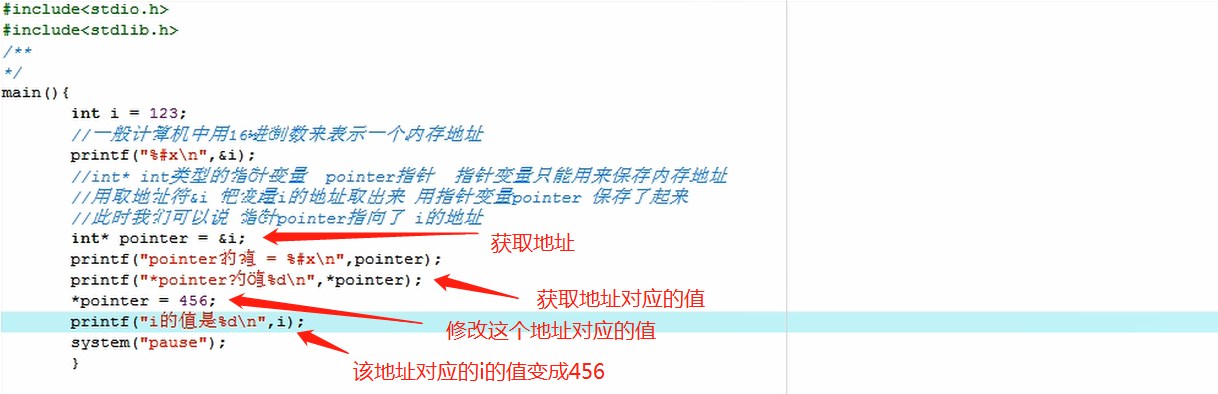 #include<stdio.h>
#include<stdlib.h>
/**
*/
main(){
int i = 123;
//一般计算机中用16进制数来表示一个内存地址
printf("%#x\n",&i);
//int* int类型的指针变量 pointer指针 指针变量只能用来保存内存地址
//用取地址符&i 把变量i的地址取出来 用指针变量pointer 保存了起来
//此时我们可以说 指针pointer指向了 i的地址
int* pointer = &i;
获取地址
printf("pointer的值 = %#x\n",pointer);
printf("*pointer的值%d\n",*pointer);
获取地址对应的值
*pointer = 456;
修改这个地址对应的值
printf("i的值是%d\n",i);
system("pause");
该地址对应的i的值变成456
}